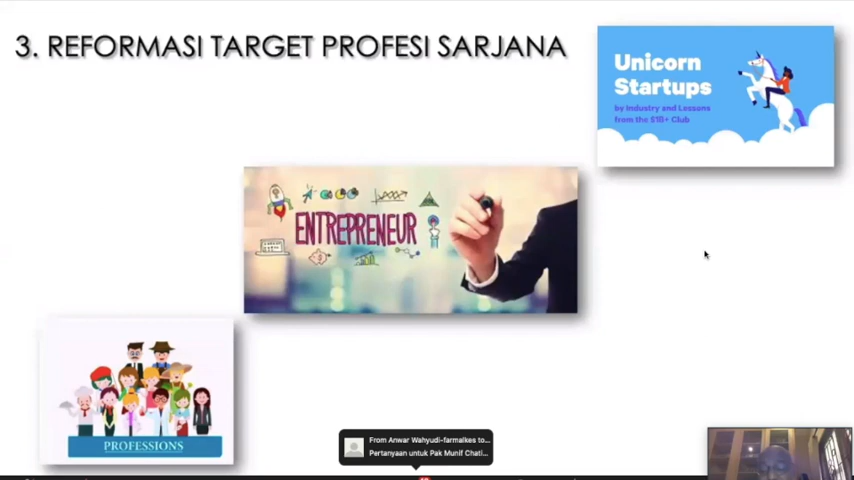 3. REFORMASI TARGET PROFESI SARJANA
Unicorn
Startups
by Industry and Lessons
from the $1B+ Club
ENTREPRENEUR
PROFESSIONS
From Anwar Wahyudi-farmalkes to...
Pertanyaan untuk Pak Munif Chati...